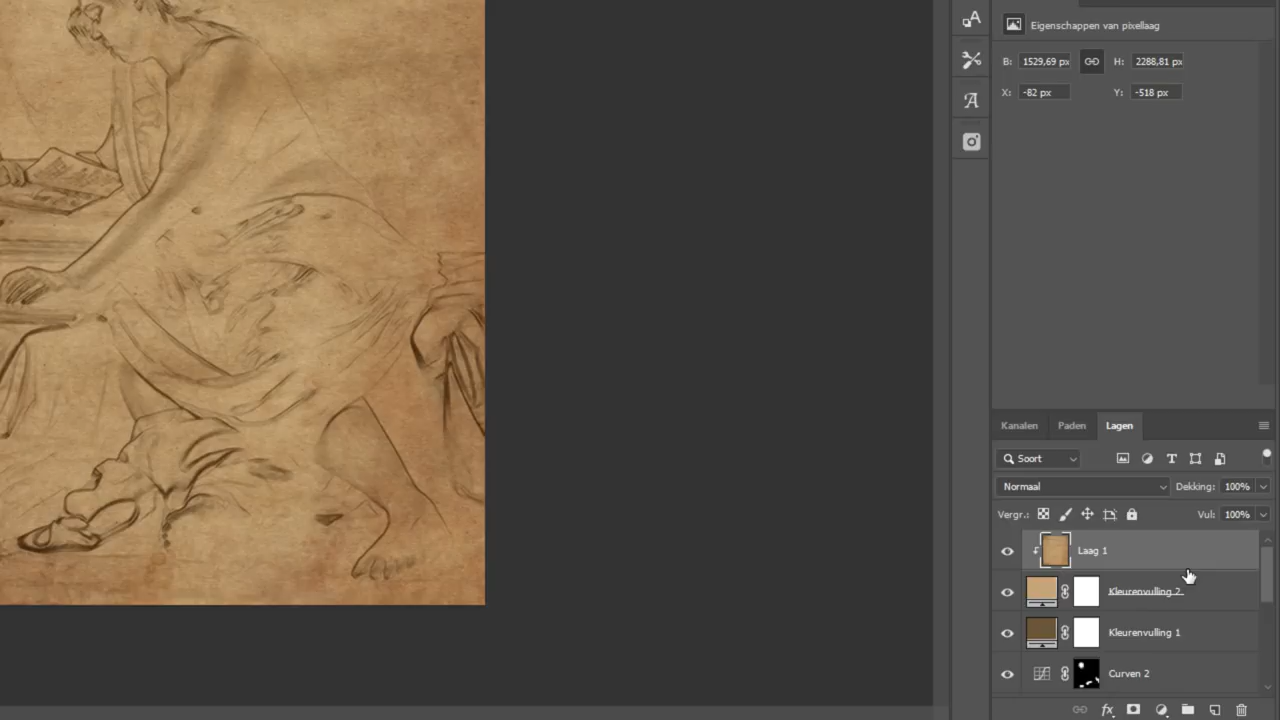 Eigenschappen van pixellaag
B: 1529,69 px H: 2288,81 px
X: -82 px Y: -518 px
Kanalen Paden Lagen
Soort
Normaal Dekking: 100%
Vergr.: Vul: 100%
Laag 1
Kleurenvulling 2
Kleurenvulling 1
Curven 2